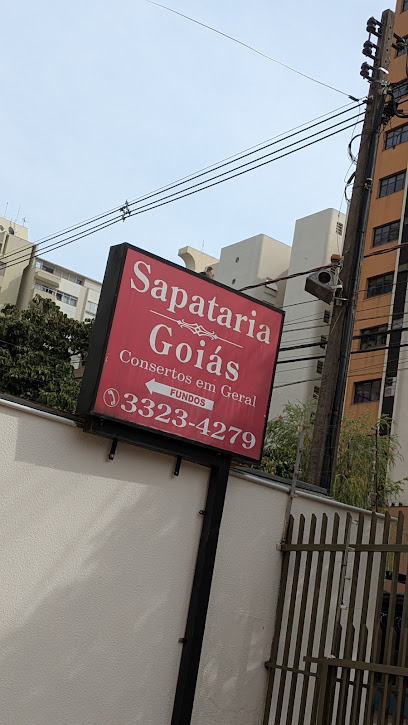 Sapataria
Goiás
Consertos em Geral
FUNDOS
3323-4279